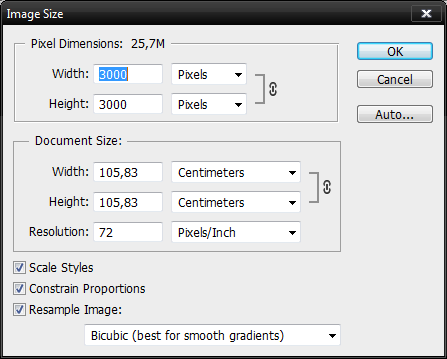 Image Size
Pixel Dimensions: 25,7M
Width: 3000 Pixels
Height: 3000 Pixels
OK
Cancel
Auto...
Document Size:
Width: 105,83 Centimeters
Height: 105,83 Centimeters
Resolution: 72 Pixels/Inch
Scale Styles
Constrain Proportions
Resample Image:
Bicubic (best for smooth gradients)